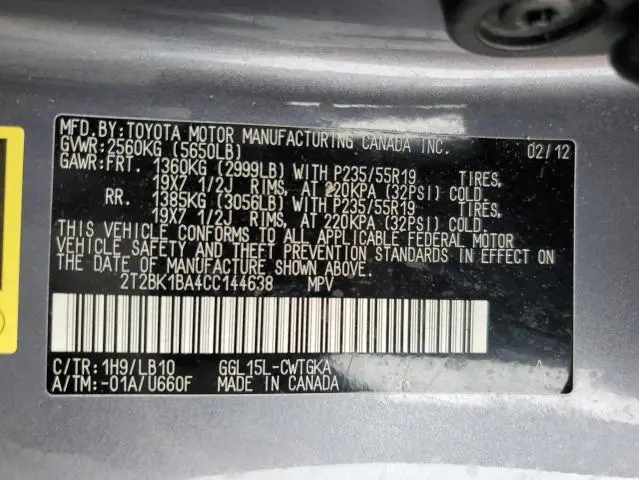 MFD.BY:TOYOTA MOTOR MANUFACTURING CANADA INC.
GVWR:2560KG (5650LB) 02/12
GAWR:FRT. 1360KG (2999LB) WITH P235/55R19 TIRES,
19X7 1/2J RIMS, AT 220KPA (32PSI) COLD.
RR. 1385KG (3056LB) WITH P235/55R19 TIRES,
19X7 1/2J RIMS, AT 220KPA (32PSI) COLD.
THIS VEHICLE CONFORMS TO ALL APPLICABLE FEDERAL MOTOR
VEHICLE SAFETY AND THEFT PREVENTION STANDARDS IN EFFECT ON
THE DATE OF MANUFACTURE SHOWN ABOVE.
2T2BK1BA4CC144638 MPV
C/TR:1H9/LB10 GGL15L-CWTGKA A
A/TM:-01A/U660F MADE IN CANADA